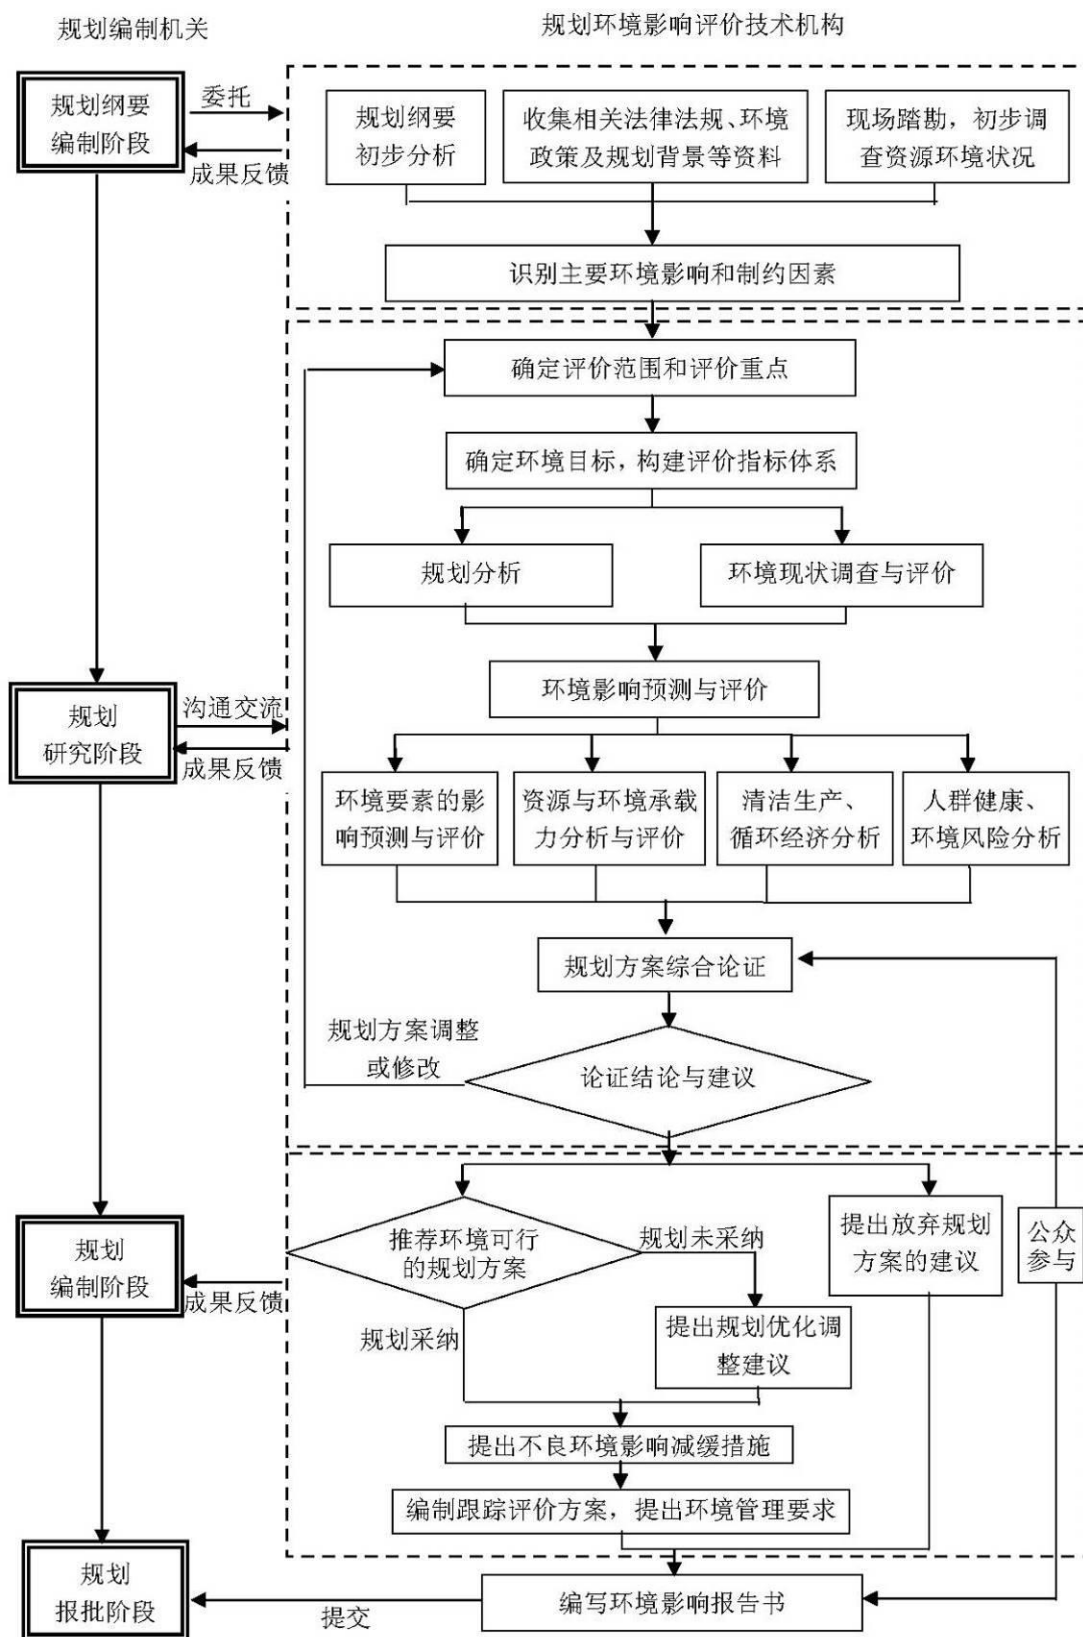 规划编制机关
规划环境影响评价技术机构
规划纲要
编制阶段
委托
成果反馈
规划纲要
初步分析
收集相关法律法规、环境
政策及规划背景等资料
现场踏勘，初步调
查资源环境状况
识别主要环境影响和制约因素
确定评价范围和评价重点
确定环境目标，构建评价指标体系
规划分析
环境现状调查与评价
环境影响预测与评价
规划
研究阶段
沟通交流
成果反馈
环境要素的影
响预测与评价
资源与环境承载
力分析与评价
清洁生产、
循环经济分析
人群健康、
环境风险分析
规划方案综合论证
规划方案调整
或修改
论证结论与建议
规划
编制阶段
成果反馈
推荐环境可行
的规划方案
规划未采纳
规划采纳
提出规划优化调
整建议
提出放弃规划
方案的建议
公众
参与
提出不良环境影响减缓措施
编制跟踪评价方案，提出环境管理要求
规划
报批阶段
提交
编写环境影响报告书